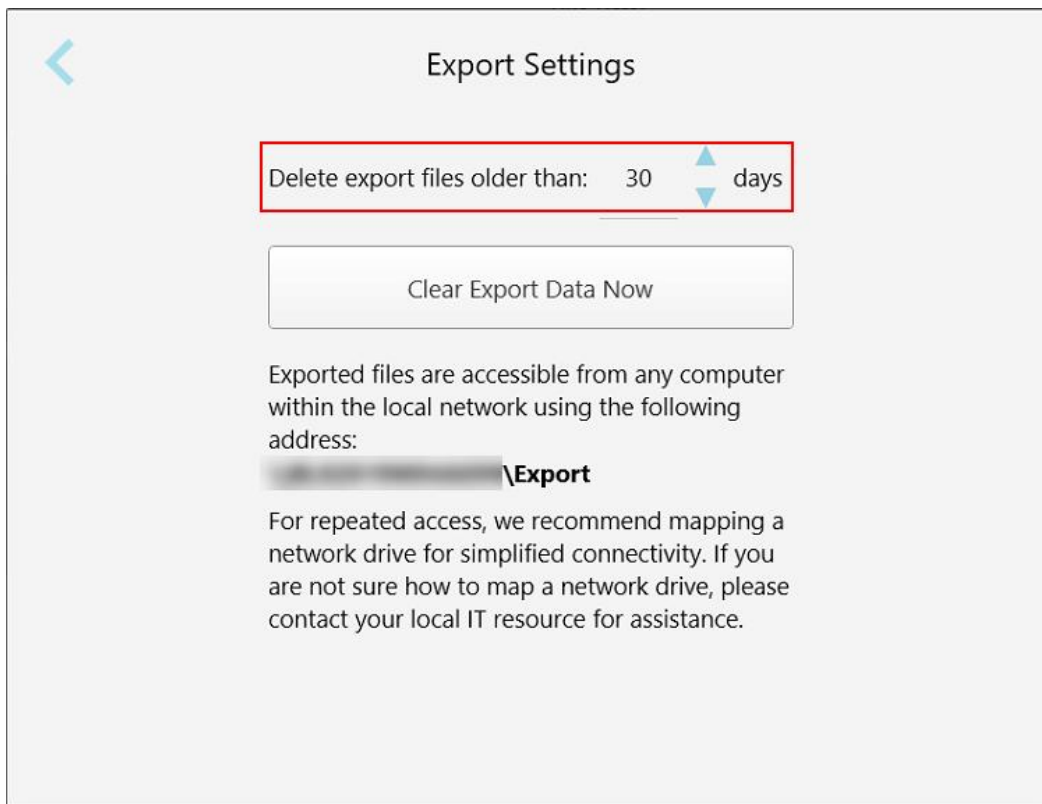 Export Settings
Delete export files older than: 30 days
Clear Export Data Now
Exported files are accessible from any computer
within the local network using the following
address:
\Export
For repeated access, we recommend mapping a
network drive for simplified connectivity. If you
are not sure how to map a network drive, please
contact your local IT resource for assistance.